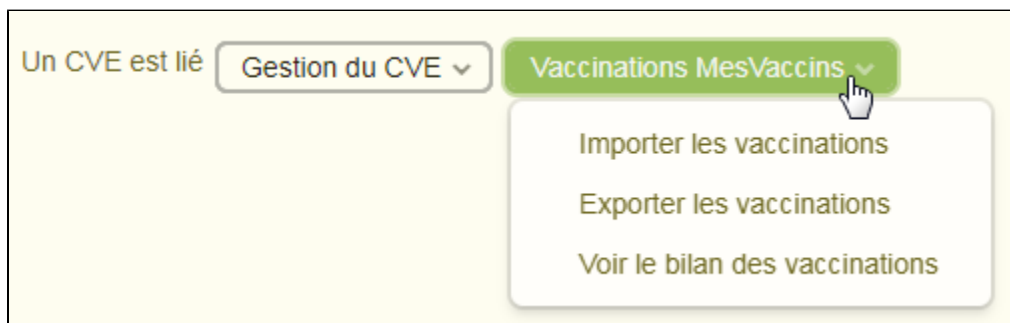 Un CVE est lié Gestion du CVE Vaccinations MesVaccins
Importer les vaccinations
Exporter les vaccinations
Voir le bilan des vaccinations